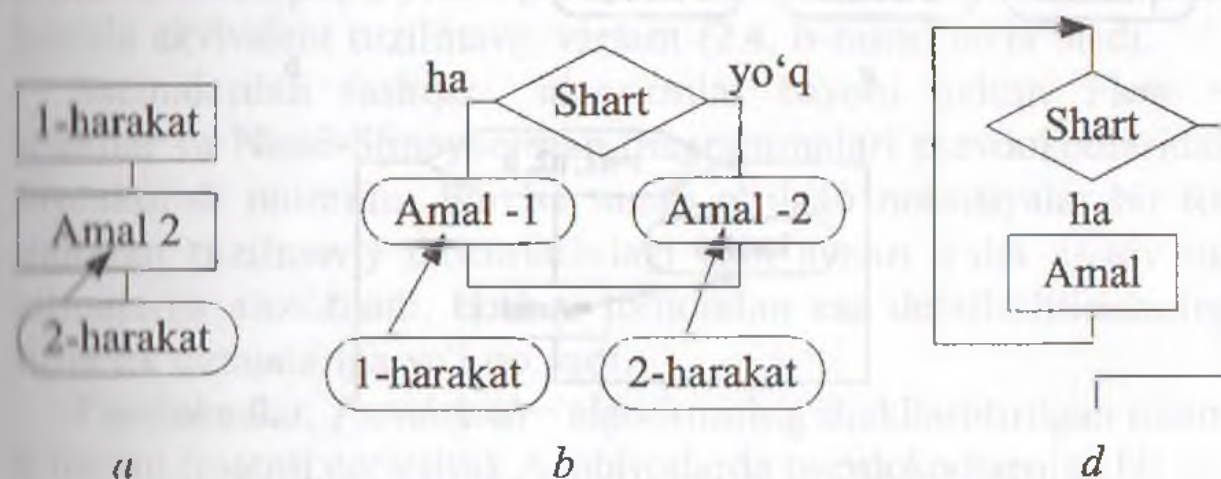 1-harakat
Amal 2
2-harakat
a
ha
Shart
yo‘q
Amal -1
Amal -2
1-harakat
2-harakat
b
Shart
ha
Amal
d